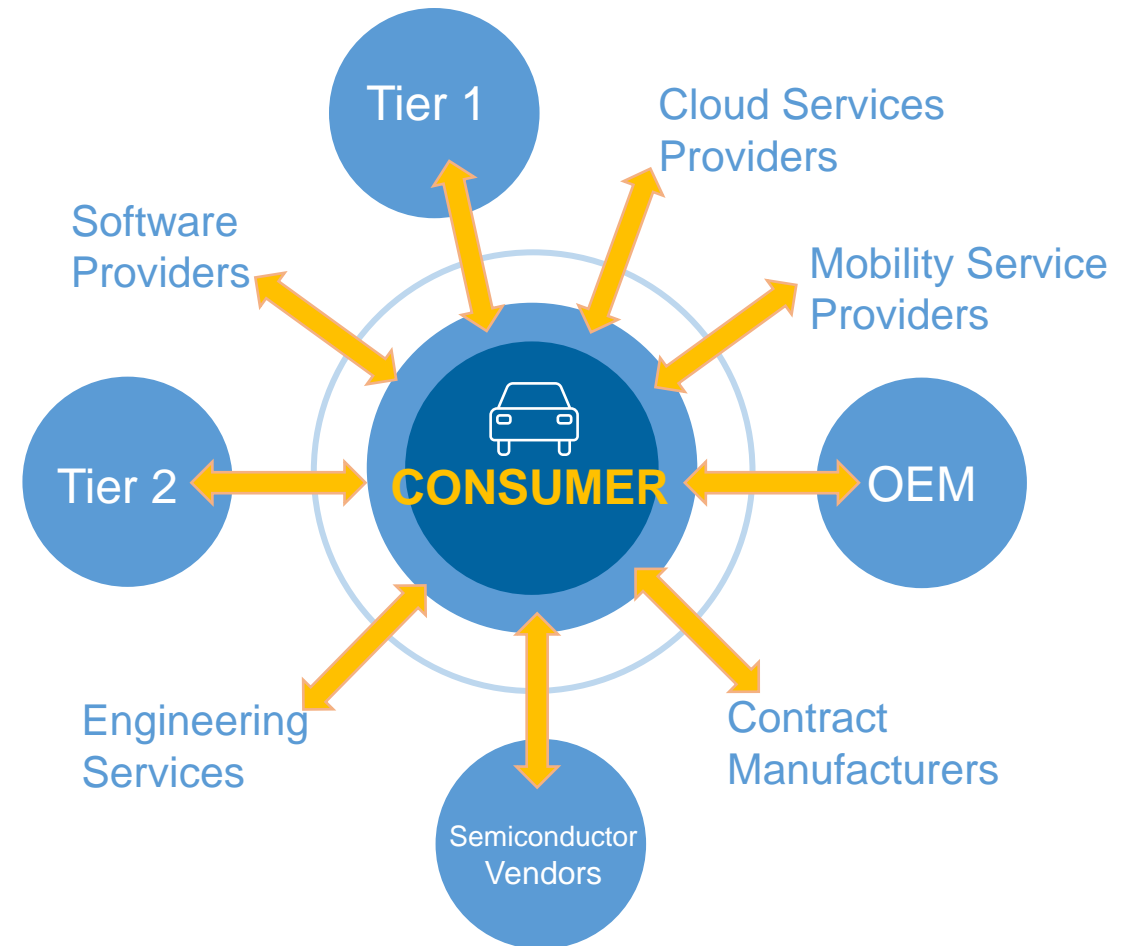 Tier 1
Cloud Services
Providers
Software
Providers
Mobility Service
Providers
Tier 2
CONSUMER
OEM
Engineering
Services
Contract
Manufacturers
Semiconductor
Vendors